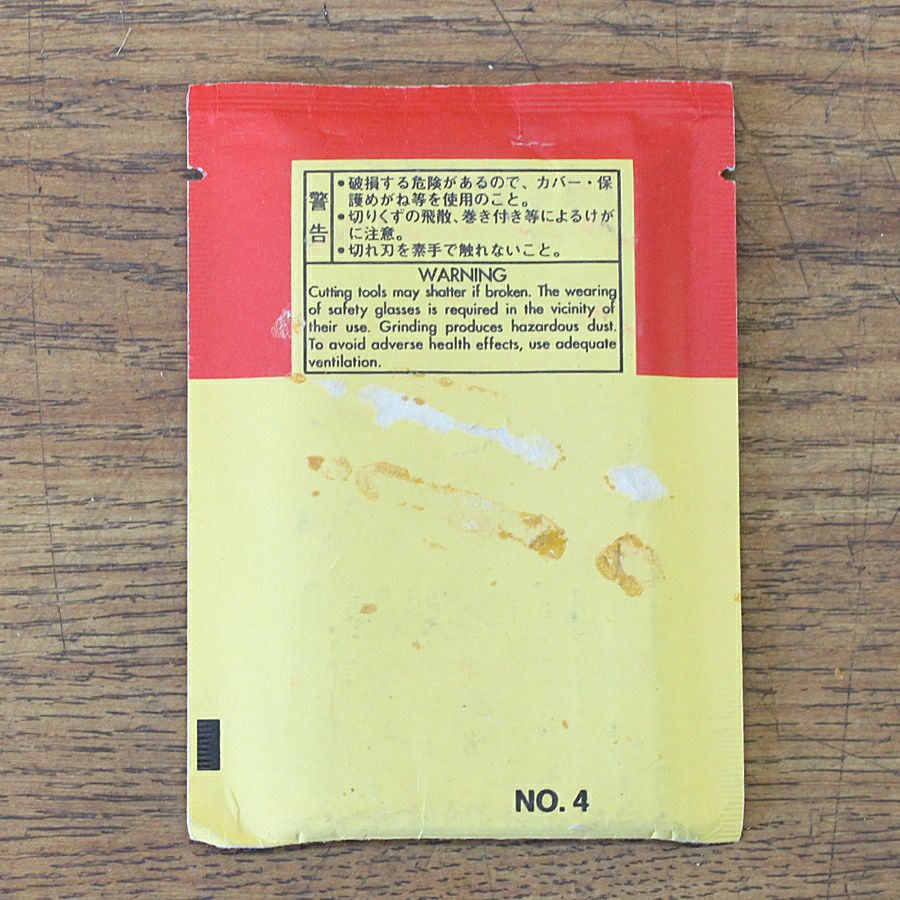 警告
●破損する危険があるので、カバー・保
護めがね等を使用のこと。
●切りくずの飛散、巻き付き等によるけが
に注意。
●切れ刃を素手で触れないこと。
WARNING
Cutting tools may shatter if broken. The wearing
of safety glasses is required in the vicinity of
their use. Grinding produces hazardous dust.
To avoid adverse health effects, use adequate
ventilation.
NO. 4